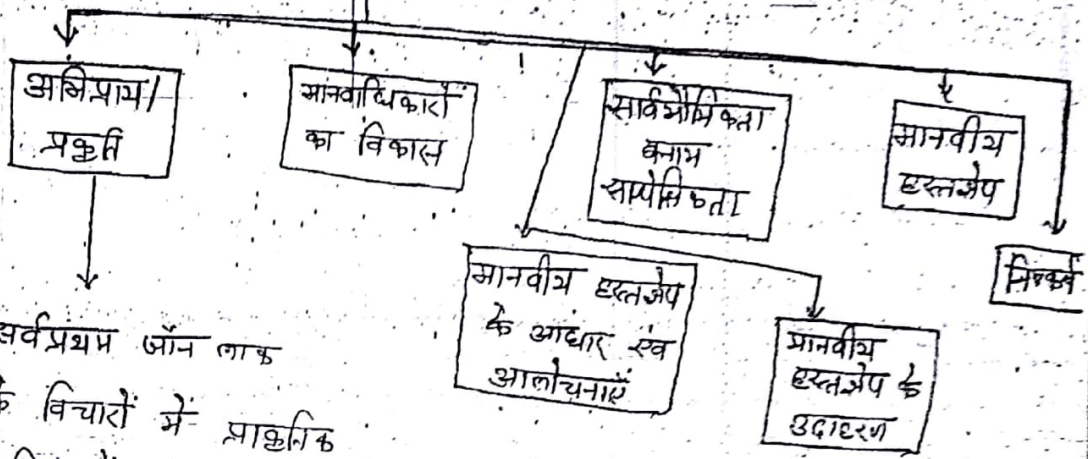 अभिप्राय/
प्रकृति
मानवाधिकारों
का विकास
सार्वभौमिकता
बनाम
सापेक्षिकता
मानवीय
हस्तक्षेप
निष्कर्ष
मानवीय हस्तक्षेप
के आधार एंव
आलोचनाएँ
मानवीय
हस्तक्षेप के
उदाहरण
सर्वप्रथम जॉन लाक
के विचारों में प्राकृतिक